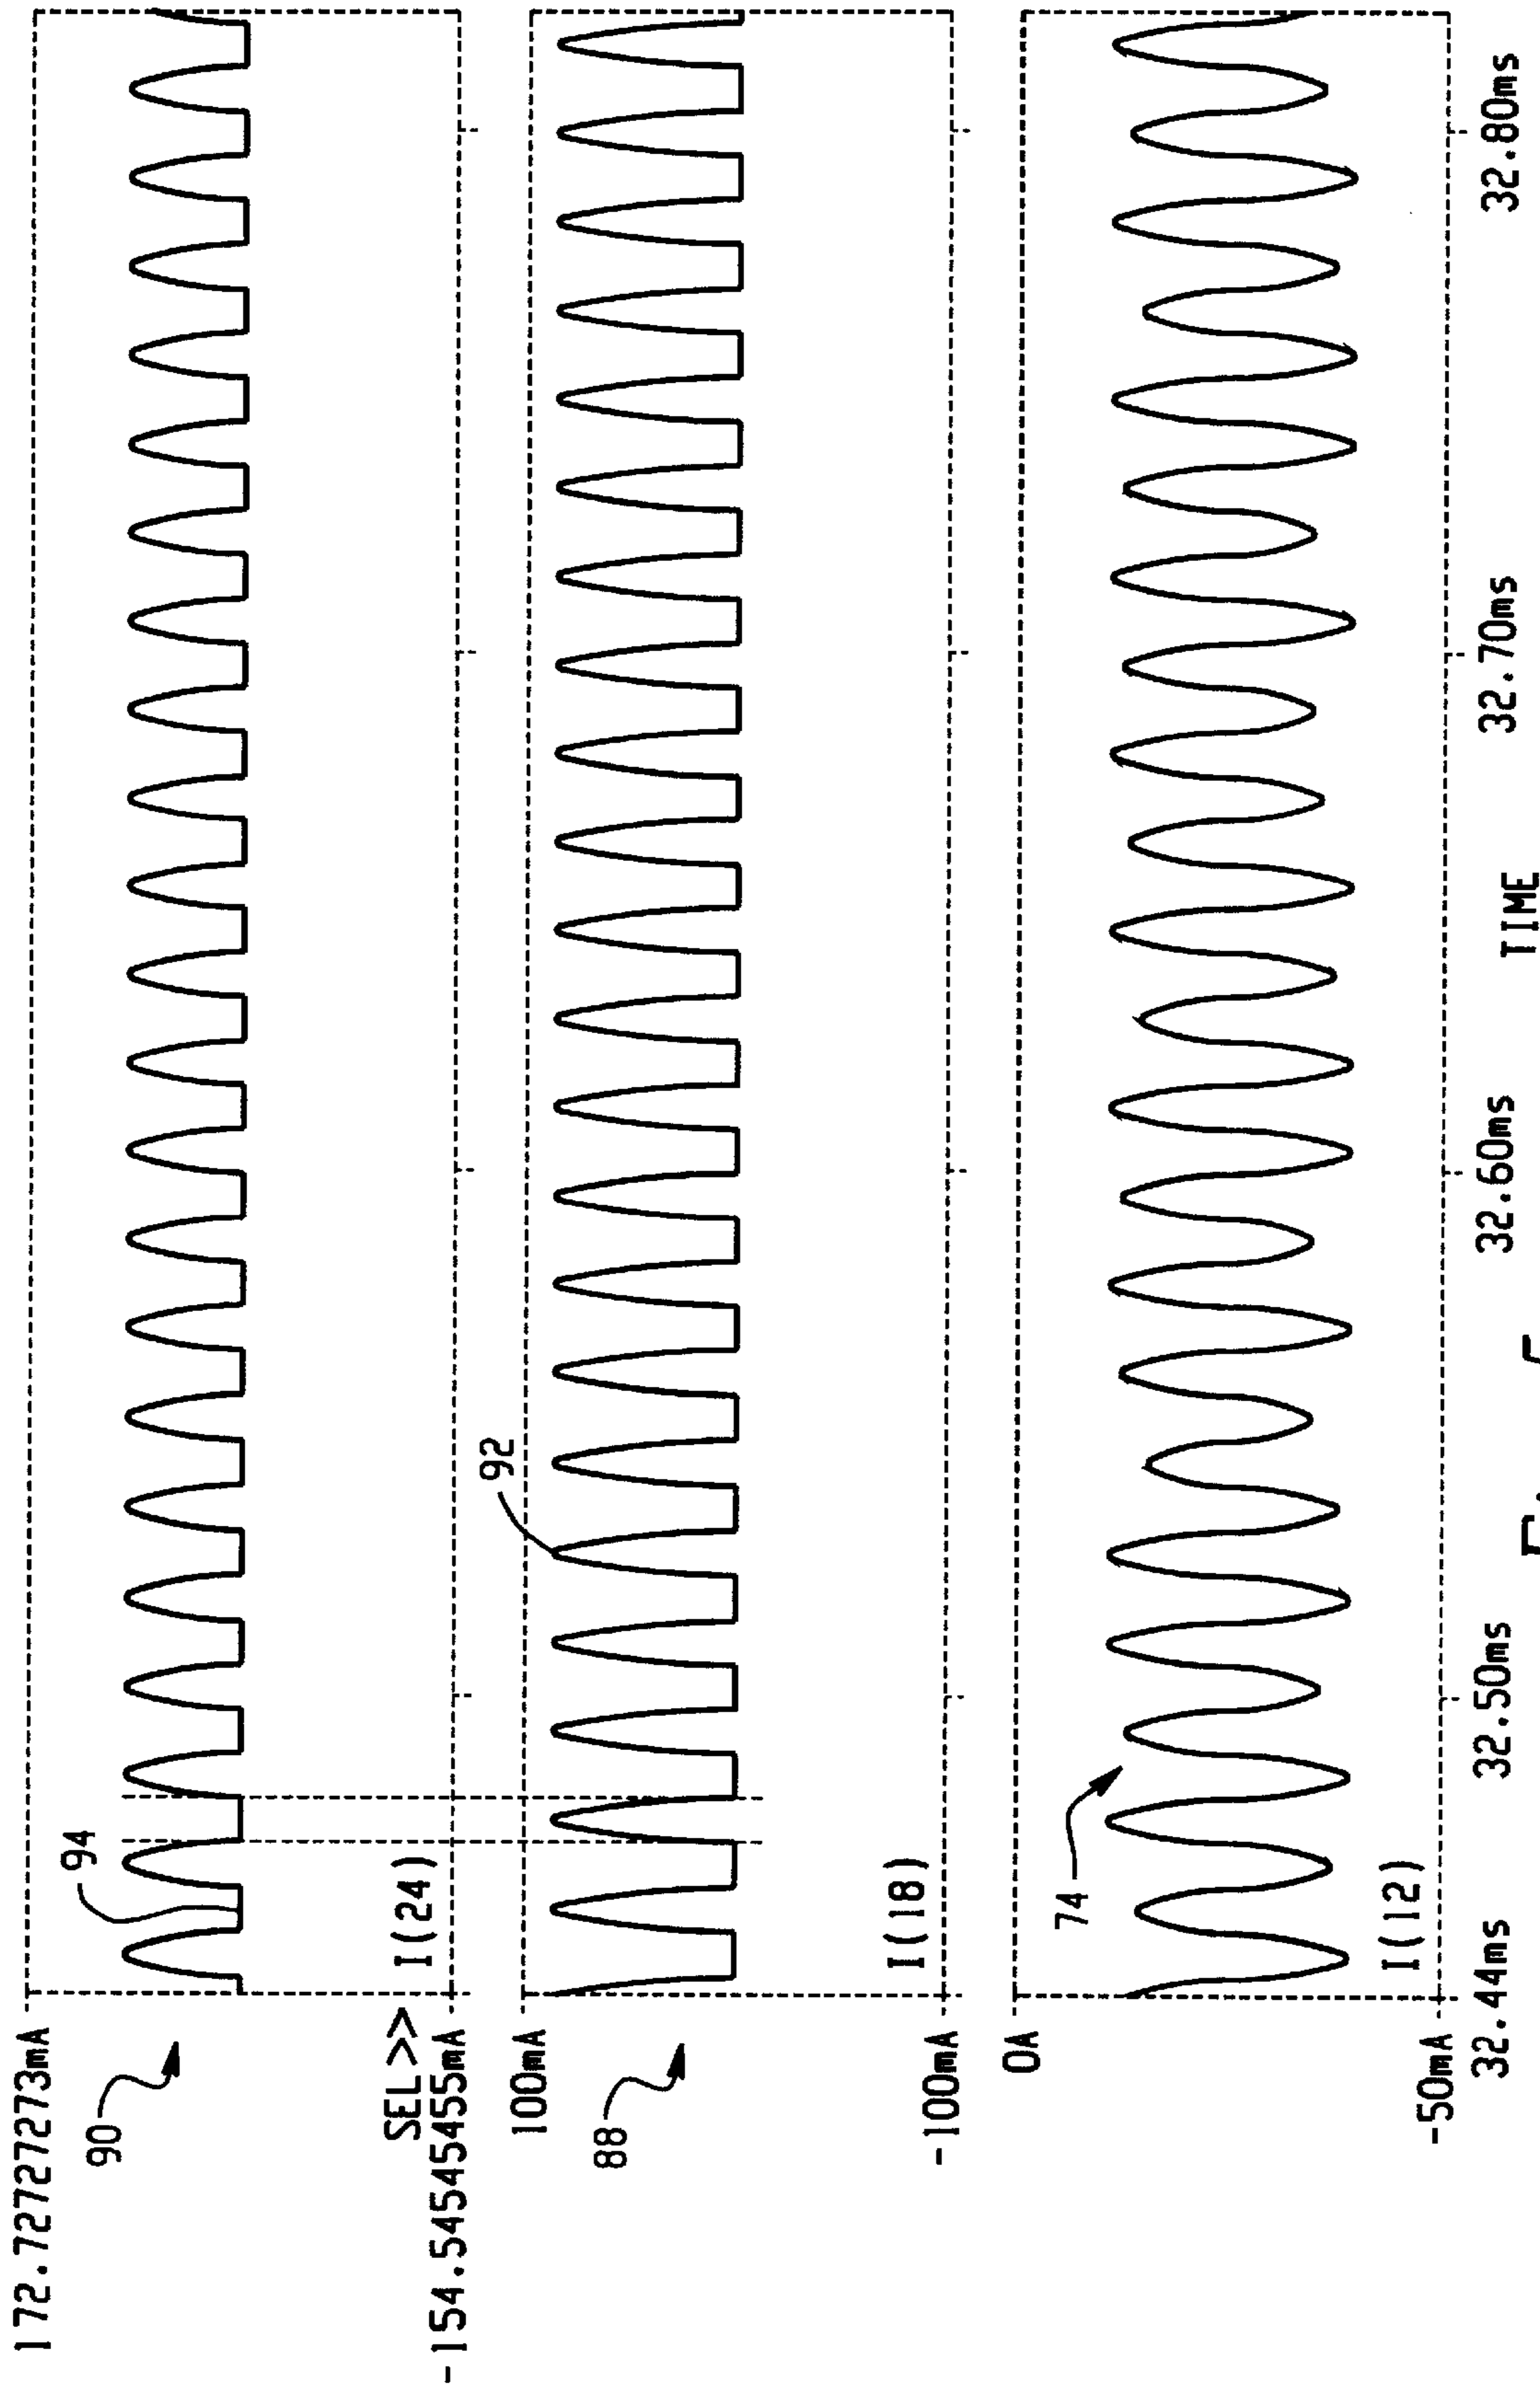 172.7272727273mA
90
94
SEL>>
I(24)
-154.5454545455mA
100mA
88
92
I(18)
-100mA
0A
74
I(12)
-50mA
32.44ms
32.50ms
32.60ms
32.70ms
32.80ms
TIME